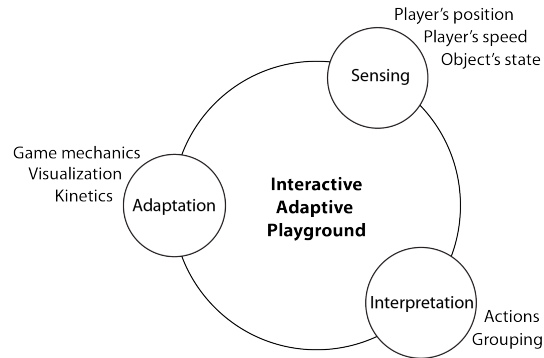 Player’s position
Player’s speed
Object’s state
Sensing
Game mechanics
Visualization
Kinetics
Adaptation
Interactive
Adaptive
Playground
Interpretation
Actions
Grouping